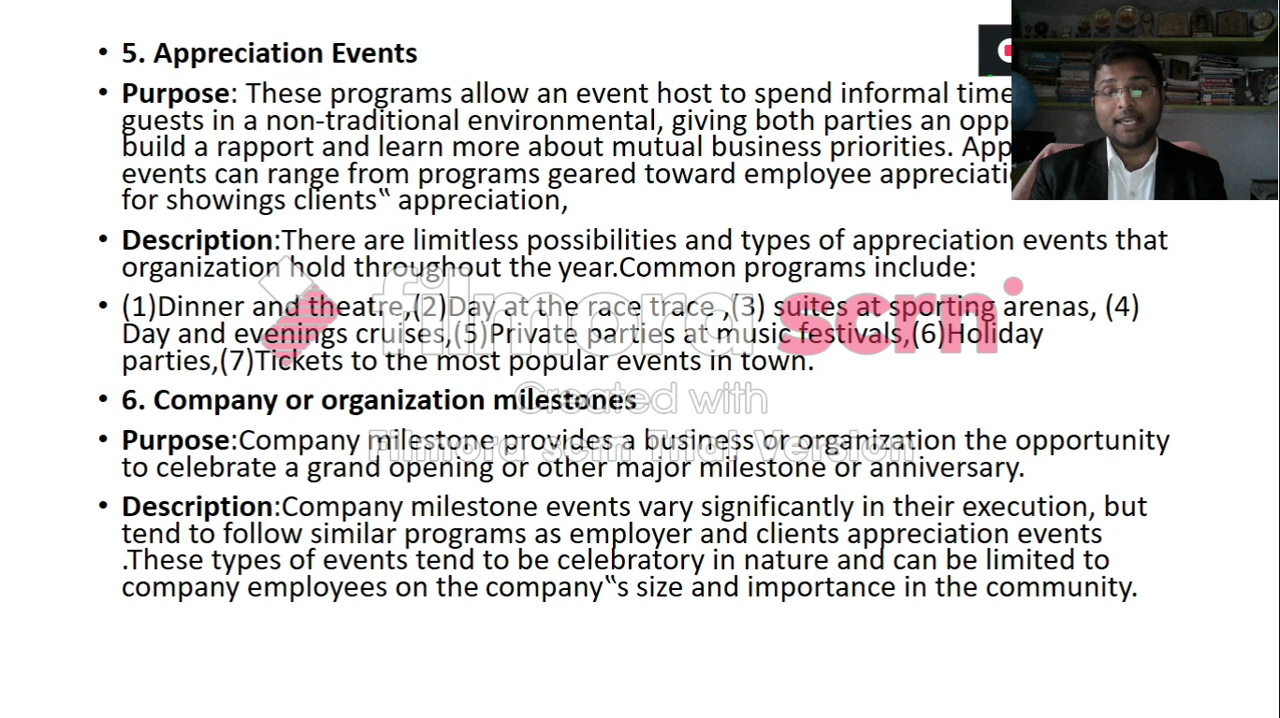 • 5. Appreciation Events
• Purpose: These programs allow an event host to spend informal time
guests in a non-traditional environmental, giving both parties an
build a rapport and learn more about mutual business priorities.
events can range from programs geared toward employee
for showings clients‟ appreciation,
• Description:There are limitless possibilities and types of appreciation events that
organization hold throughout the year.Common programs include:
• (1)Dinner and theatre,(2)Day at the race trace ,(3) suites at sporting arenas, (4)
Day and evenings cruises,(5)Private parties at music festivals,(6)Holiday
parties,(7)Tickets to the most popular events in town.
filmora scrn
• 6. Company or organization milestones
Created with
• Purpose:Company milestone provides a business or organization the opportunity
Filmora scrn Trial Version
to celebrate a grand opening or other major milestone or anniversary.
• Description:Company milestone events vary significantly in their execution, but
tend to follow similar programs as employer and clients appreciation events
.These types of events tend to be celebratory in nature and can be limited to
company employees on the company‟s size and importance in the community.